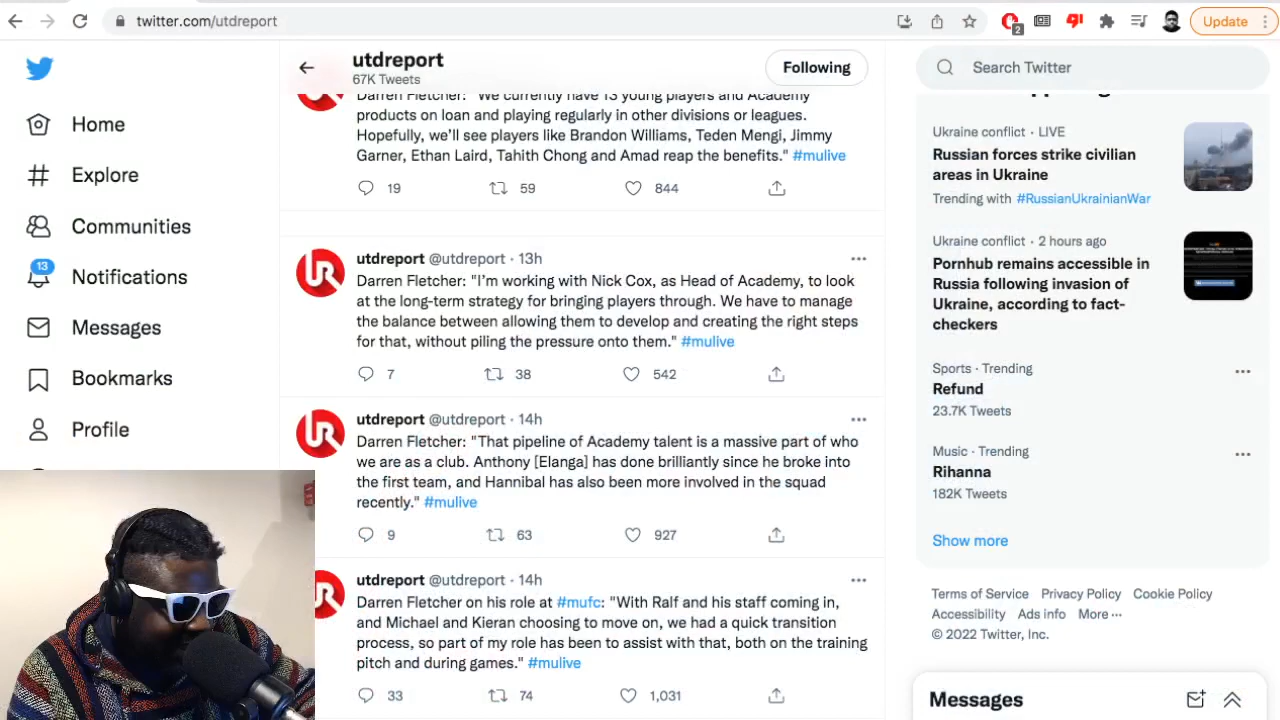 twitter.com/utdreport
2
Update
utdreport
67K Tweets
Following
Search Twitter
Home
Explore
Communities
13
Notifications
Messages
Bookmarks
Profile
Darren Fletcher: "We currently have 13 young players and Academy
products on loan and playing regularly in other divisions or leagues.
Hopefully, we'll see players like Brandon Williams, Teden Mengi, Jimmy
Garner, Ethan Laird, Tahith Chong and Amad reap the benefits." #mulive
19 59 844
utdreport @utdreport · 13h
Darren Fletcher: "I'm working with Nick Cox, as Head of Academy, to look
at the long-term strategy for bringing players through. We have to manage
the balance between allowing them to develop and creating the right steps
for that, without piling the pressure onto them." #mulive
7 38 542
utdreport @utdreport · 14h
Darren Fletcher: "That pipeline of Academy talent is a massive part of who
we are as a club. Anthony [Elanga] has done brilliantly since he broke into
the first team, and Hannibal has also been more involved in the squad
recently." #mulive
9 63 927
utdreport @utdreport · 14h
Darren Fletcher on his role at #mufc: "With Ralf and his staff coming in,
and Michael and Kieran choosing to move on, we had a quick transition
process, so part of my role has been to assist with that, both on the training
pitch and during games." #mulive
33 74 1,031
Ukraine conflict · LIVE
Russian forces strike civilian
areas in Ukraine
Trending with #RussianUkrainianWar
Ukraine conflict · 2 hours ago
Pornhub remains accessible in
Russia following invasion of
Ukraine, according to fact-
checkers
Sports · Trending
Refund
23.7K Tweets
Music · Trending
Rihanna
182K Tweets
Show more
Terms of Service Privacy Policy Cookie Policy
Accessibility Ads info More ···
© 2022 Twitter, Inc.
Messages